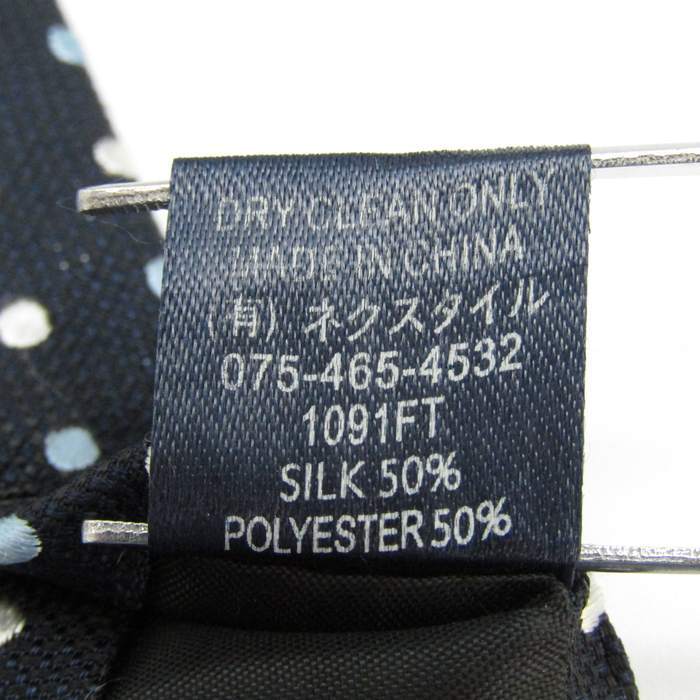 DRY CLEAN ONLY
MADE IN CHINA
(有) ネクスタイル
075-465-4532
1091FT
SILK 50%
POLYESTER 50%